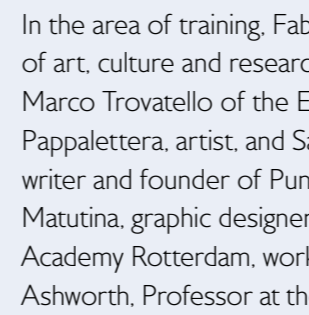 In the area of training, Fab
of art, culture and researc
Marco Trovatello of the E
Pappalettera, artist, and Sa
writer and founder of Pun
Matutina, graphic designer
Academy Rotterdam, work
Ashworth, Professor at th